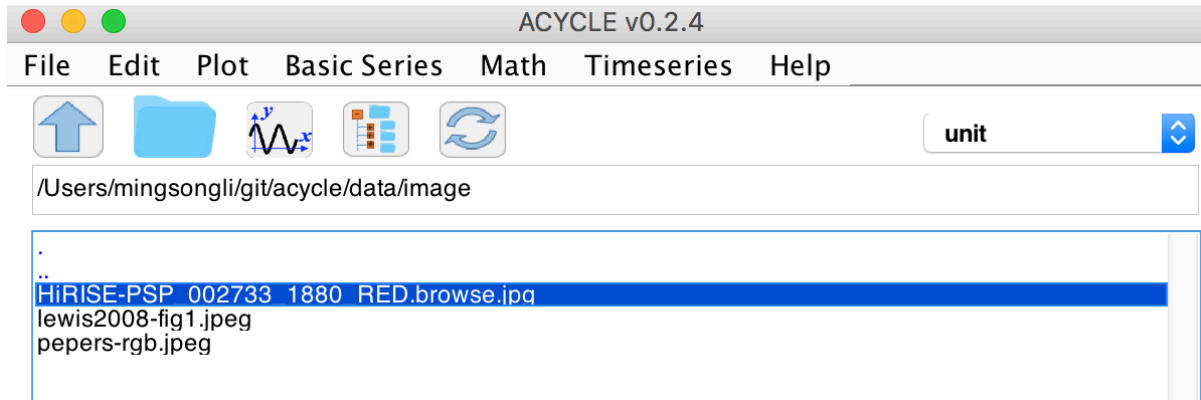 ACYCLE v0.2.4
File Edit Plot Basic Series Math Timeseries Help
y
x
unit
/Users/mingsongli/git/acycle/data/image
.
..
HiRISE-PSP_002733_1880_RED.browse.jpg
lewis2008-fig1.jpeg
pepers-rgb.jpeg